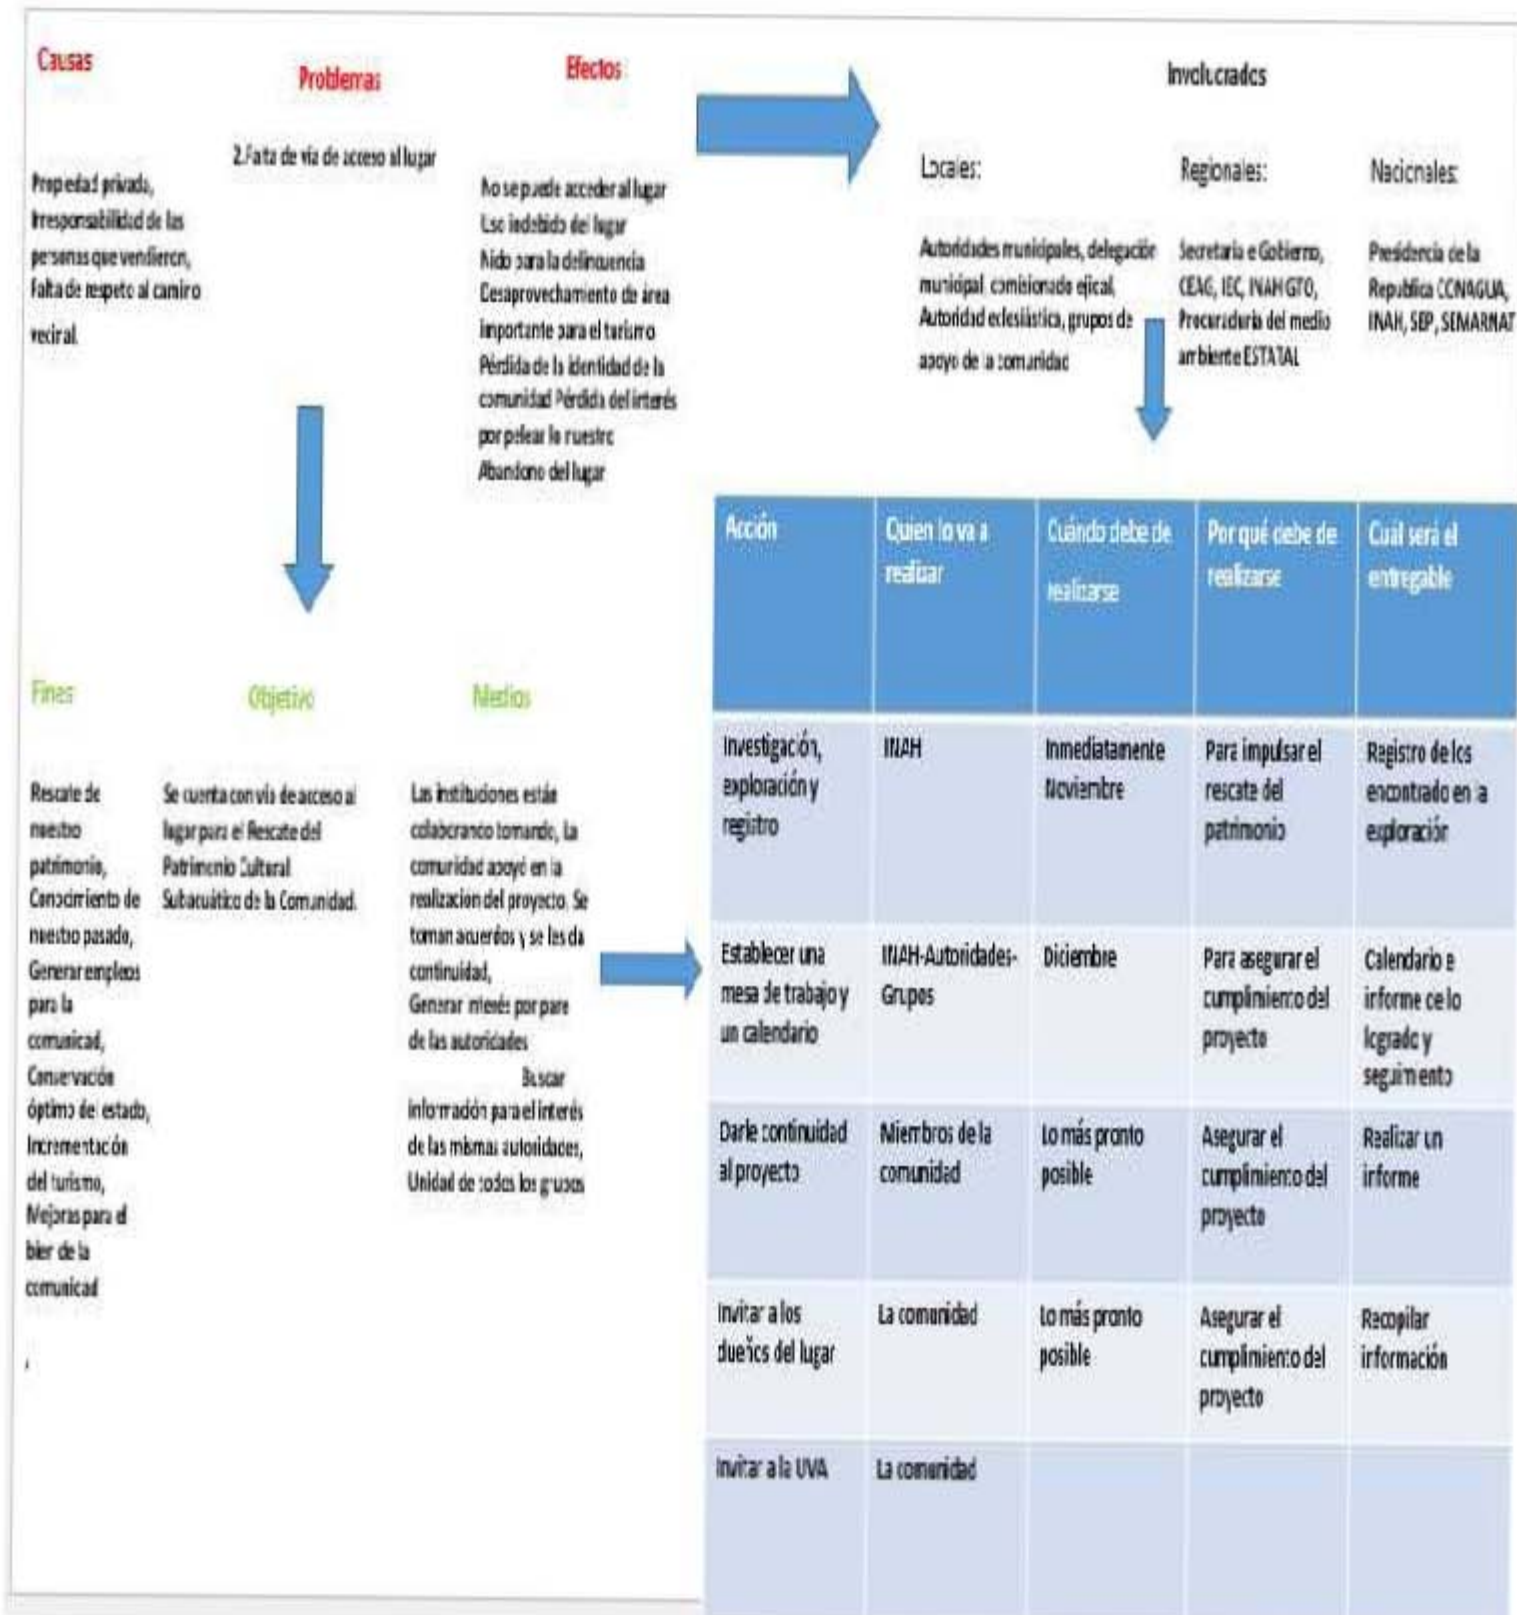 Causas
Problemas
Efectos
2.Falta de vía de acceso al lugar
Propiedad privada,
Irresponsabilidad de las
personas que vendieron,
Falta de respeto al camino
vecinal.
No se puede acceder al lugar
Uso indebido del lugar
Nido para la delincuencia
Desaprovechamiento de área
importante para el turismo
Pérdida de la identidad de la
comunidad Pérdida del interés
por pelear lo nuestro
Abandono del lugar
Involucrados
Locales:
Autoridades municipales, delegación
municipal, comisionado ejical,
Autoridad eclesiástica, grupos de
apoyo de la comunidad
Regionales:
Secretaria e Gobierno,
CEAG, IEC, INAH GTO,
Procuraduría del medio
ambiente ESTATAL
Nacionales:
Presidencia de la
Republica CONAGUA,
INAH, SEP, SEMARNAT
Fines
Rescate de
nuestro
patrimonio,
Conocimiento de
nuestro pasado,
Generar empleos
para la
comunidad,
Conservación
óptimo del estado,
Incrementación
del turismo,
Mejoras para el
bien de la
comunidad
Objetivo
Se cuenta con vía de acceso al
lugar para el Rescate del
Patrimonio Cultural
Subacuático de la Comunidad.
Medios
Las instituciones están
colaborando tomando, La
comunidad apoyó en la
realización del proyecto. Se
toman acuerdos y se les da
continuidad,
Generar interés por pare
de las autoridades
Buscar
información para el interés
de las mismas autoridades,
Unidad de todos los grupos
Acción
Quien lo va a
realizar
Cuándo debe de
realizarse
Por qué debe de
realizarse
Cuál será el
entregable
Investigación,
exploración y
registro
INAH
Inmediatamente
Noviembre
Para impulsar el
rescate del
patrimonio
Registro de los
encontrado en la
exploración
Establecer una
mesa de trabajo y
un calendario
INAH-Autoridades-
Grupos
Diciembre
Para asegurar el
cumplimiento del
proyecto
Calendario e
informe de lo
logrado y
seguimiento
Darle continuidad
al proyecto
Miembros de la
comunidad
Lo más pronto
posible
Asegurar el
cumplimiento del
proyecto
Realizar un
informe
Invitar a los
dueños del lugar
La comunidad
Lo más pronto
posible
Asegurar el
cumplimiento del
proyecto
Recopilar
información
Invitar a la UVA
La comunidad